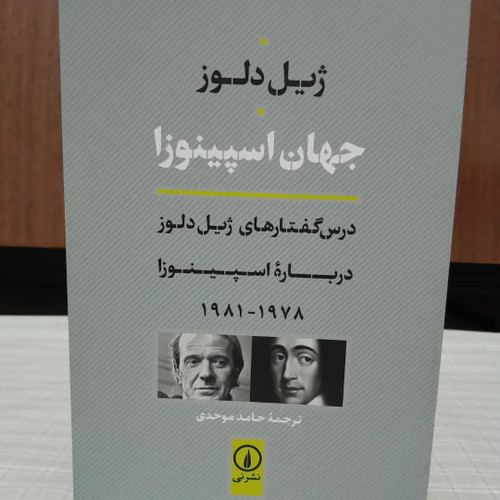 ژیل دلوز
جهان اسپینوزا
درس‌گفتارهای ژیل دلوز
دربارهٔ اسپینوزا
۱۹۷۸-۱۹۸۱
ترجمهٔ حامد موحدی
نشرنی